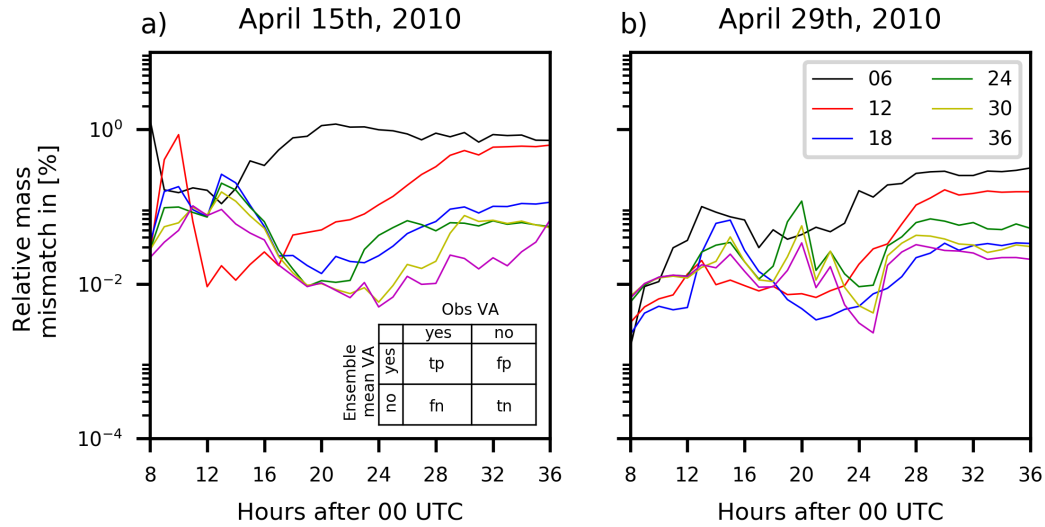 a)
April 15th, 2010
b)
April 29th, 2010
Relative mass
mismatch in [%]
10⁰
10⁻²
10⁻⁴
06
12
18
24
30
36
Obs VA
yes
no
Ensemble
mean VA
yes
tp
fp
no
fn
tn
8
12
16
20
24
28
32
36
8
12
16
20
24
28
32
36
Hours after 00 UTC
Hours after 00 UTC